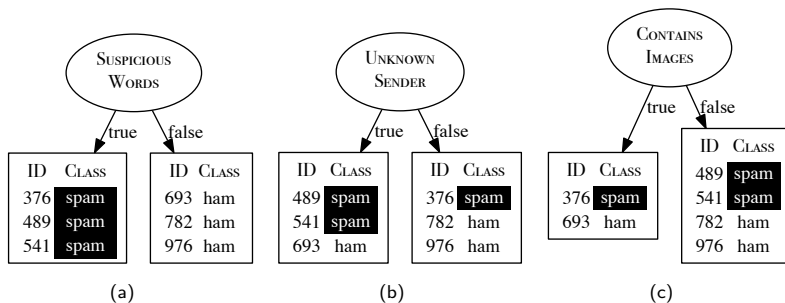 SUSPICIOUS
WORDS
true
false
ID CLASS
376 spam
489 spam
541 spam
ID CLASS
693 ham
782 ham
976 ham
(a)
UNKNOWN
SENDER
true
false
ID CLASS
489 spam
541 spam
693 ham
ID CLASS
376 spam
782 ham
976 ham
(b)
CONTAINS
IMAGES
true
false
ID CLASS
376 spam
693 ham
ID CLASS
489 spam
541 spam
782 ham
976 ham
(c)